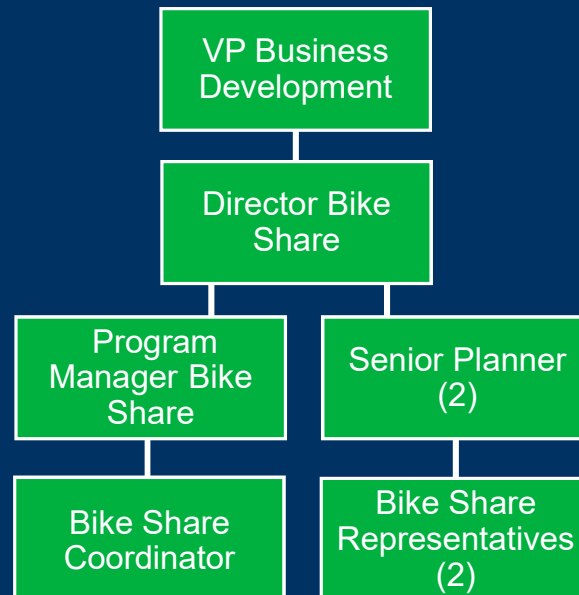 VP Business
Development
Director Bike
Share
Program
Manager Bike
Share
Senior Planner
(2)
Bike Share
Coordinator
Bike Share
Representatives
(2)